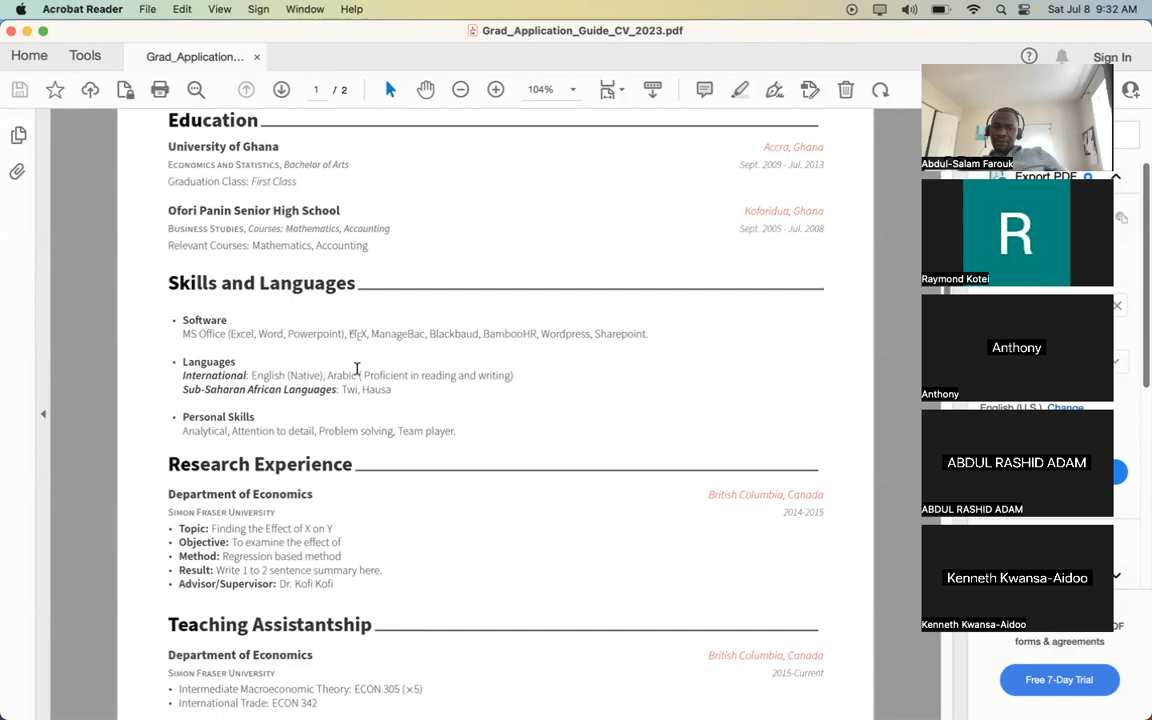 Acrobat Reader File Edit View Sign Window Help Sat Jul 8 9:32 AM
Grad_Application_Guide_CV_2023.pdf
Home Tools Grad_Application... × Sign In
1 / 2 104%
Education
University of Ghana Accra, Ghana
Economics and Statistics, Bachelor of Arts Sept. 2009 - Jul. 2013
Graduation Class: First Class
Ofori Panin Senior High School Koforidua, Ghana
Business Studies, Courses: Mathematics, Accounting Sept. 2005 - Jul. 2008
Relevant Courses: Mathematics, Accounting
Skills and Languages
• Software
MS Office (Excel, Word, Powerpoint), LATEX, ManageBac, Blackbaud, BambooHR, Wordpress, Sharepoint.
• Languages
International: English (Native), Arabic ( Proficient in reading and writing)
Sub-Saharan African Languages: Twi, Hausa
• Personal Skills
Analytical, Attention to detail, Problem solving, Team player.
Research Experience
Department of Economics British Columbia, Canada
Simon Fraser University 2014-2015
• Topic: Finding the Effect of X on Y
• Objective: To examine the effect of
• Method: Regression based method
• Result: Write 1 to 2 sentence summary here.
• Advisor/Supervisor: Dr. Kofi Kofi
Teaching Assistantship
Department of Economics British Columbia, Canada
Simon Fraser University 2015-Current
• Intermediate Macroeconomic Theory: ECON 305 (×5)
• International Trade: ECON 342
Abdul-Salam Farouk
Export PDF
R
Raymond Kotei
Anthony
Anthony
English (U.S.) Change
ABDUL RASHID ADAM
ABDUL RASHID ADAM
Kenneth Kwansa-Aidoo
Kenneth Kwansa-Aidoo
forms & agreements
Free 7-Day Trial